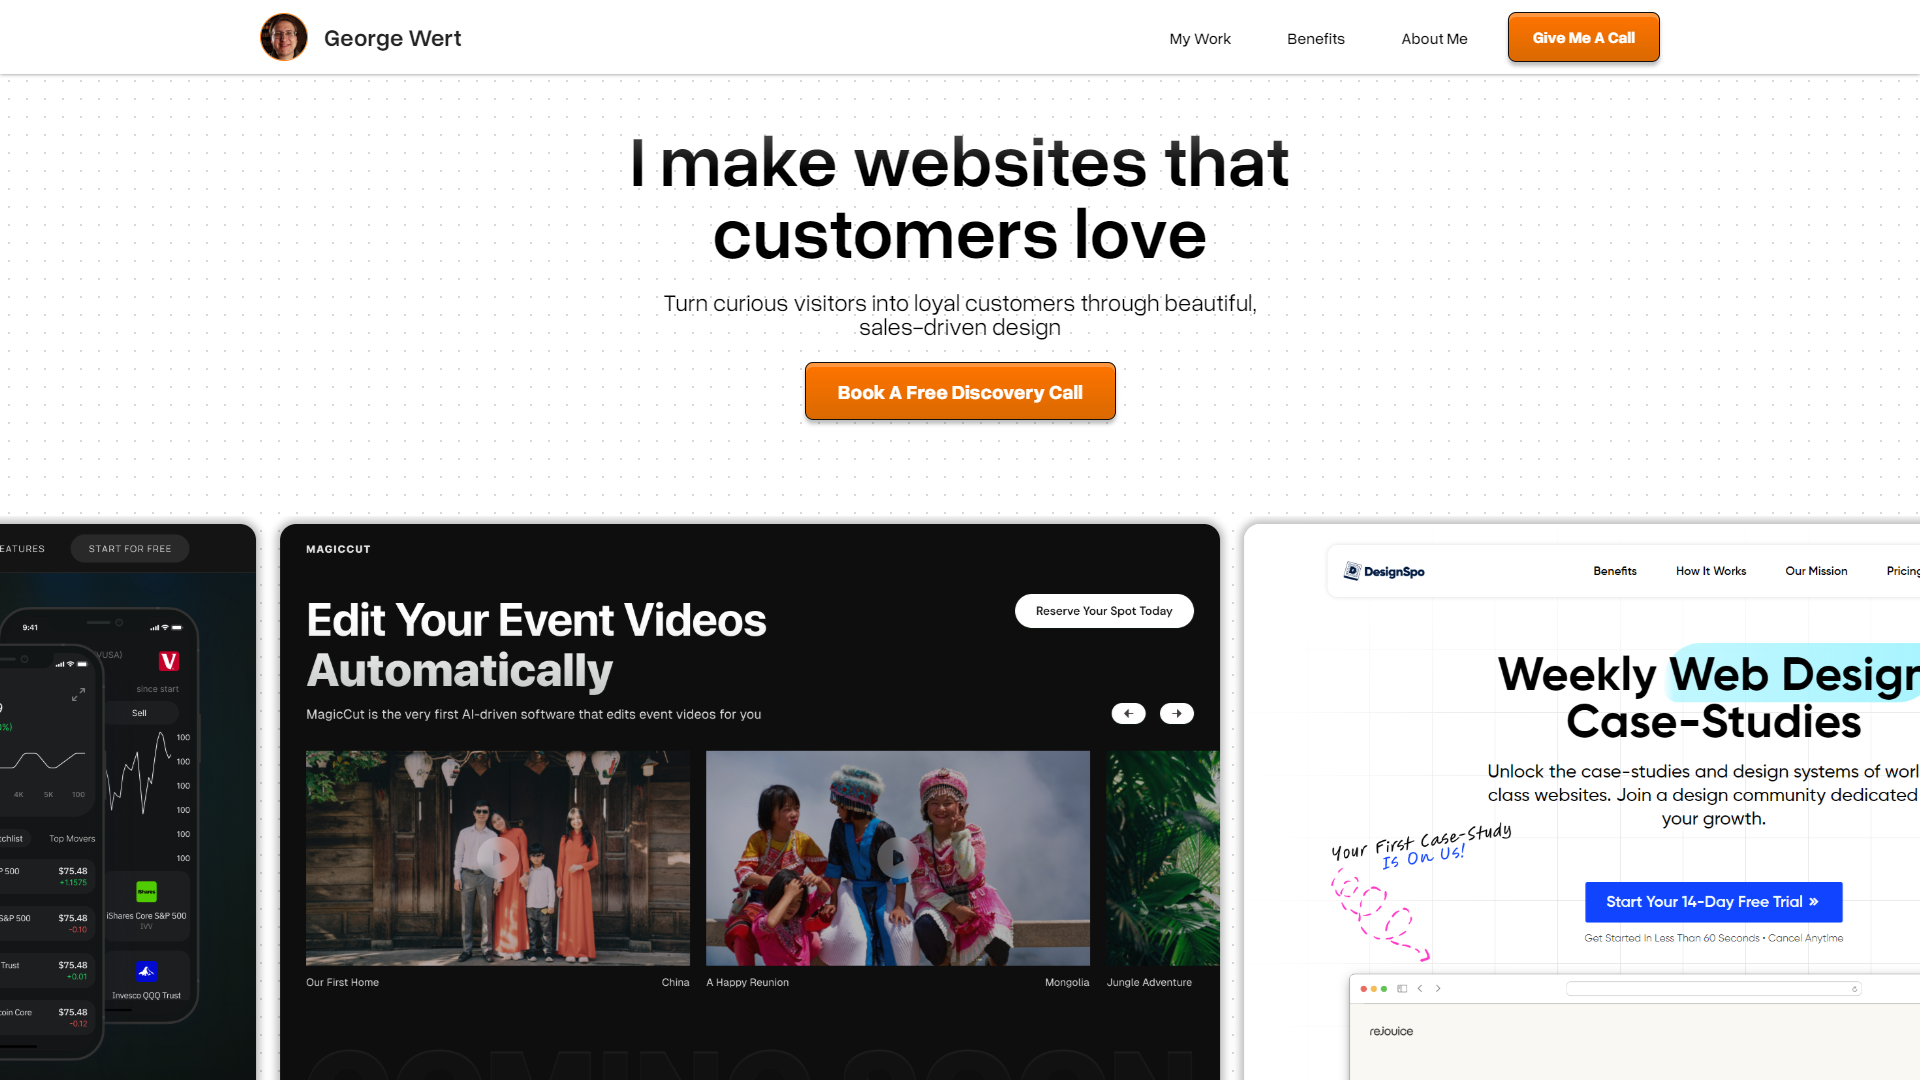 George Wert
My Work
Benefits
About Me
Give Me A Call
I make websites that
customers love
Turn curious visitors into loyal customers through beautiful,
sales-driven design
Book A Free Discovery Call
START FOR FREE
9:41
since start
Sell
100
100
100
100
100
100
4K
5K
100
Top Movers
$75.48
+1.1575
S&P 500
$75.48
-0.10
Trust
$75.48
+0.01
Core
$75.48
-0.12
iShares
iShares Core S&P 500
IVV
Invesco QQQ Trust
MAGICCUT
Edit Your Event Videos
Automatically
MagicCut is the very first AI-driven software that edits event videos for you
Reserve Your Spot Today
Our First Home
China
A Happy Reunion
Mongolia
Jungle Adventure
COMING SOON
DesignSpo
Benefits
How It Works
Our Mission
Pricing
Weekly Web Design
Case-Studies
Unlock the case-studies and design systems of
class websites. Join a design community dedicated
your growth.
Your First Case-Study
Is On Us!
Start Your 14-Day Free Trial »
Get Started In Less Than 60 Seconds • Cancel Anytime
rejouice